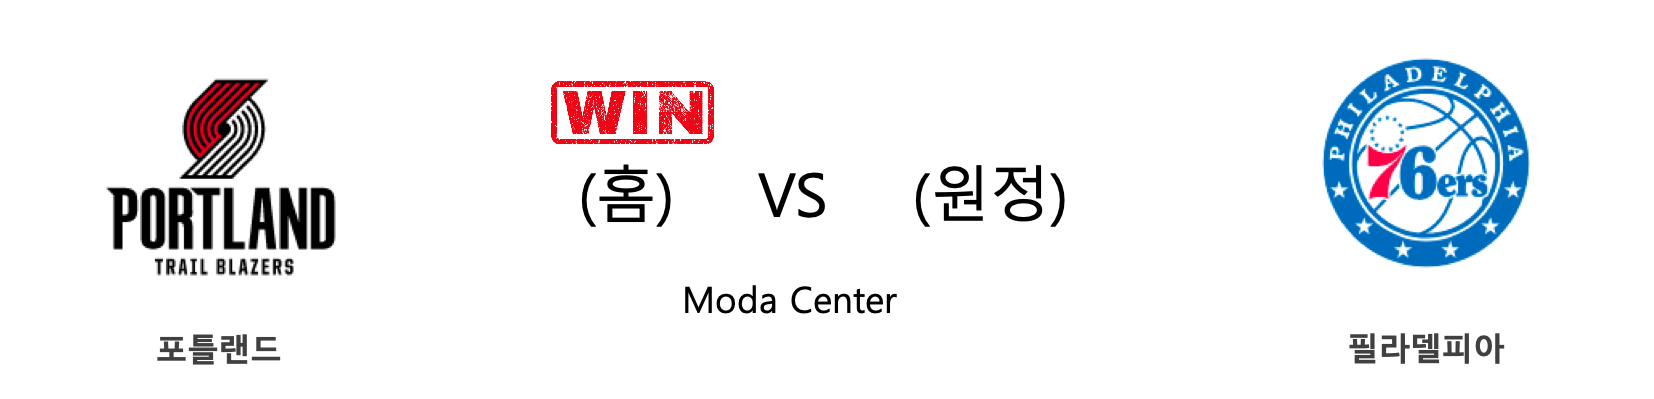 PORTLAND
TRAIL BLAZERS
포틀랜드
WIN
(홈) VS (원정)
Moda Center
PHILADELPHIA
76ers
필라델피아